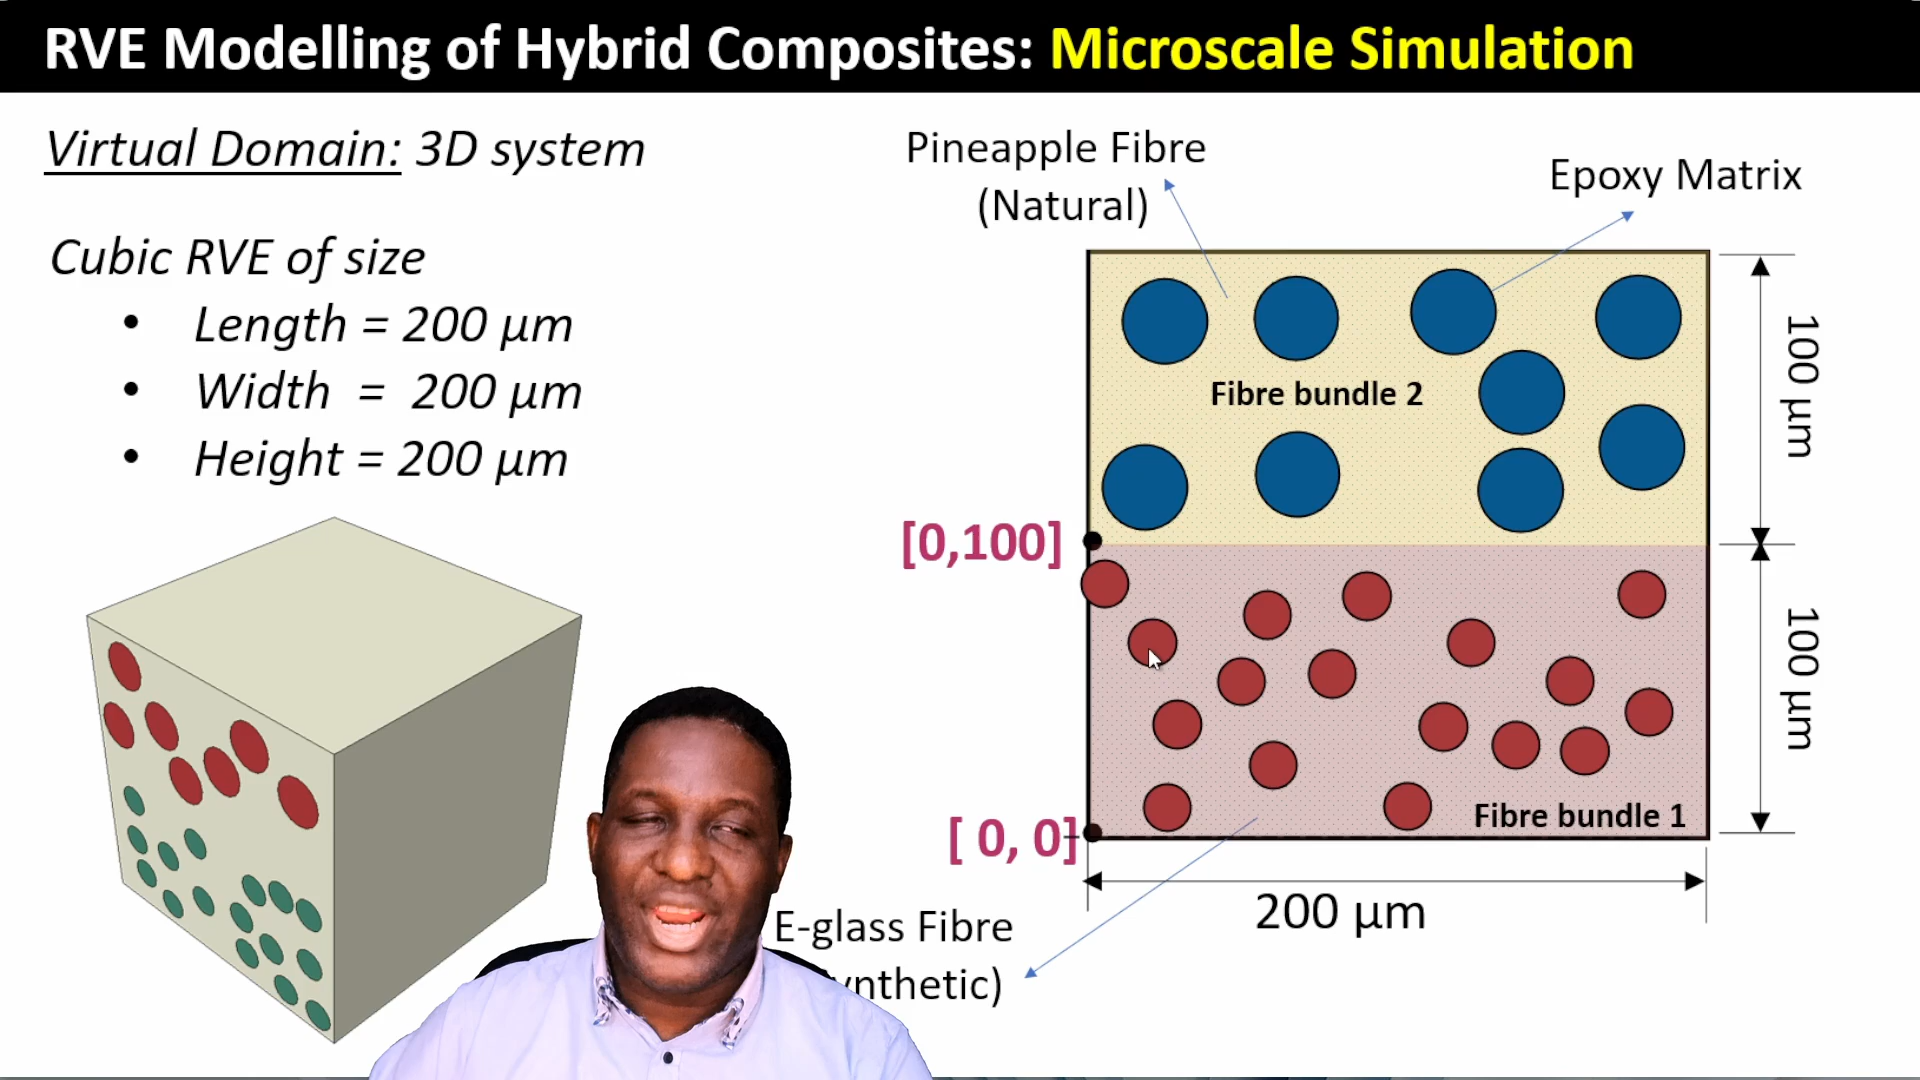 RVE Modelling of Hybrid Composites: Microscale Simulation
Virtual Domain: 3D system
Cubic RVE of size
• Length = 200 μm
• Width = 200 μm
• Height = 200 μm
Pineapple Fibre
(Natural)
Epoxy Matrix
Fibre bundle 2
100 μm
[0,100]
100 μm
Fibre bundle 1
[ 0, 0]
200 μm
E-glass Fibre
ynthetic)